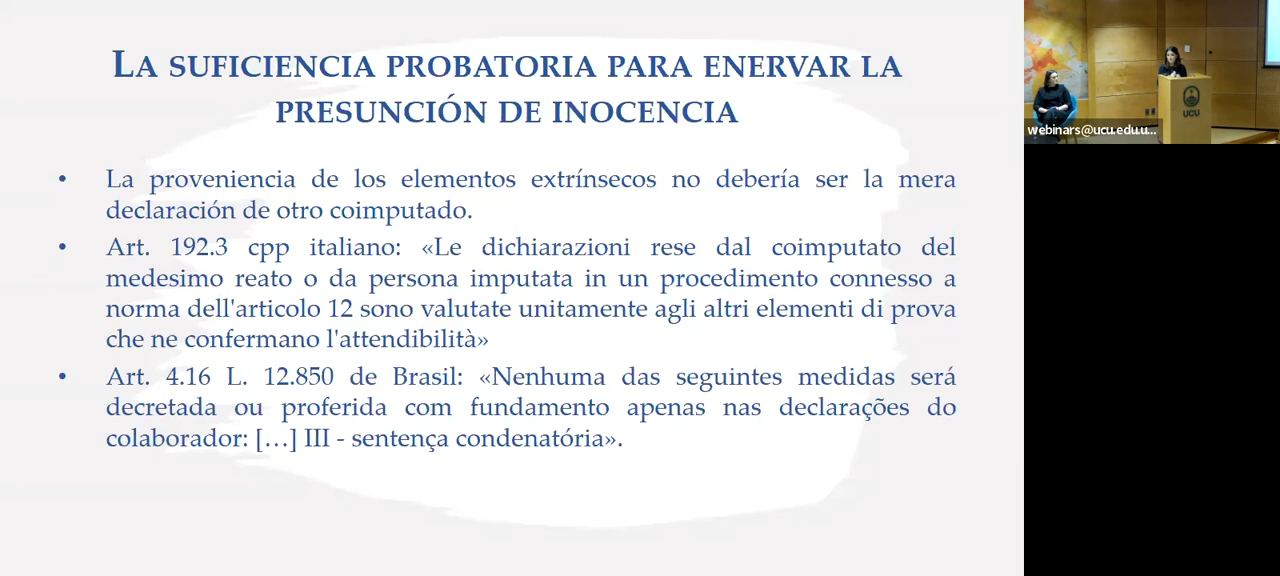 LA SUFICIENCIA PROBATORIA PARA ENERVAR LA
PRESUNCIÓN DE INOCENCIA
• La proveniencia de los elementos extrínsecos no debería ser la mera
declaración de otro coimputado.
• Art. 192.3 cpp italiano: «Le dichiarazioni rese dal coimputato del
medesimo reato o da persona imputata in un procedimento connesso a
norma dell'articolo 12 sono valutate unitamente agli altri elementi di prova
che ne confermano l'attendibilità»
• Art. 4.16 L. 12.850 de Brasil: «Nenhuma das seguintes medidas será
decretada ou proferida com fundamento apenas nas declarações do
colaborador: […] III - sentença condenatória».
webinars@ucu.edu.u...
UCU